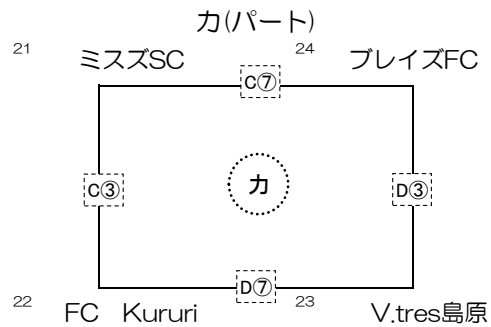 カ(パート)
21 24
ミスズSC ブレイズFC
C⑦
C③ カ D③
D⑦
22 23
FC Kururi V.tres島原